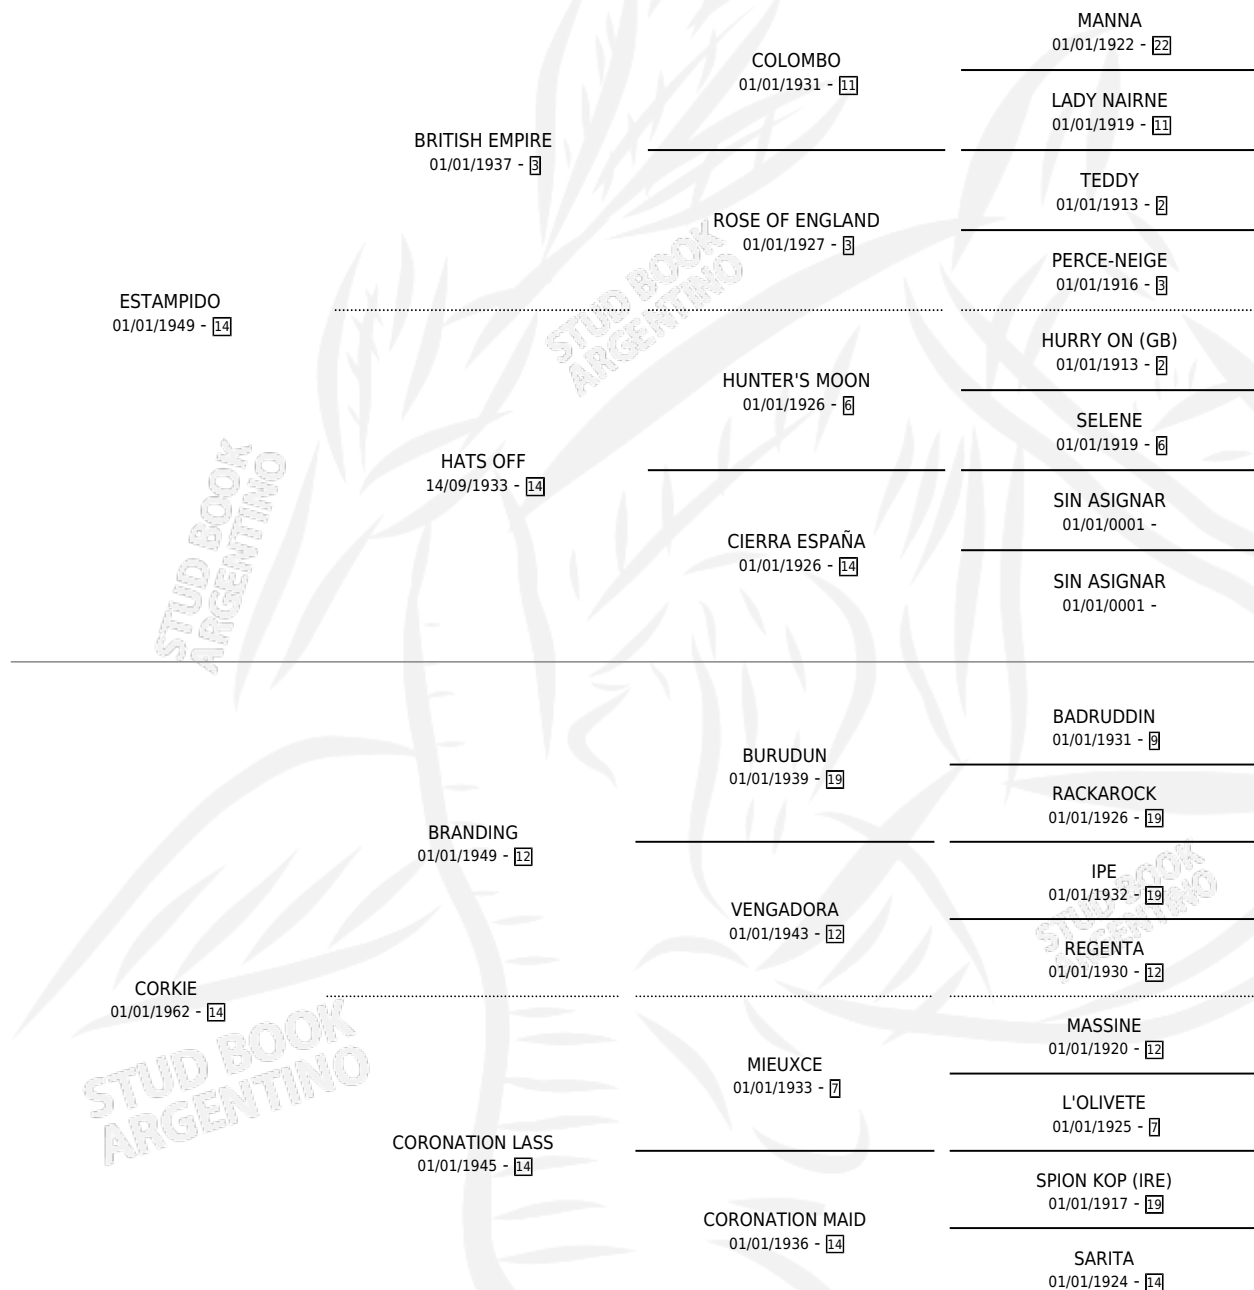 ESTAMPIDO
01/01/1949 - 14
BRITISH EMPIRE
01/01/1937 - 3
HATS OFF
14/09/1933 - 14
COLOMBO
01/01/1931 - 11
ROSE OF ENGLAND
01/01/1927 - 3
HUNTER'S MOON
01/01/1926 - 6
CIERRA ESPAÑA
01/01/1926 - 14
MANNA
01/01/1922 - 22
LADY NAIRNE
01/01/1919 - 11
TEDDY
01/01/1913 - 2
PERCE-NEIGE
01/01/1916 - 3
HURRY ON (GB)
01/01/1913 - 2
SELENE
01/01/1919 - 6
SIN ASIGNAR
01/01/0001 -
SIN ASIGNAR
01/01/0001 -
CORKIE
01/01/1962 - 14
BRANDING
01/01/1949 - 12
CORONATION LASS
01/01/1945 - 14
BURUDUN
01/01/1939 - 19
VENGADORA
01/01/1943 - 12
MIEUXCE
01/01/1933 - 7
CORONATION MAID
01/01/1936 - 14
BADRUDDIN
01/01/1931 - 9
RACKAROCK
01/01/1926 - 19
IPE
01/01/1932 - 19
REGENTA
01/01/1930 - 12
MASSINE
01/01/1920 - 12
L'OLIVETE
01/01/1925 - 7
SPION KOP (IRE)
01/01/1917 - 19
SARITA
01/01/1924 - 14
STUD BOOK
ARGENTINO
STUD BOOK
ARGENTINO
STUD BOOK
ARGENTINO
STUD BOOK
ARGENTINO